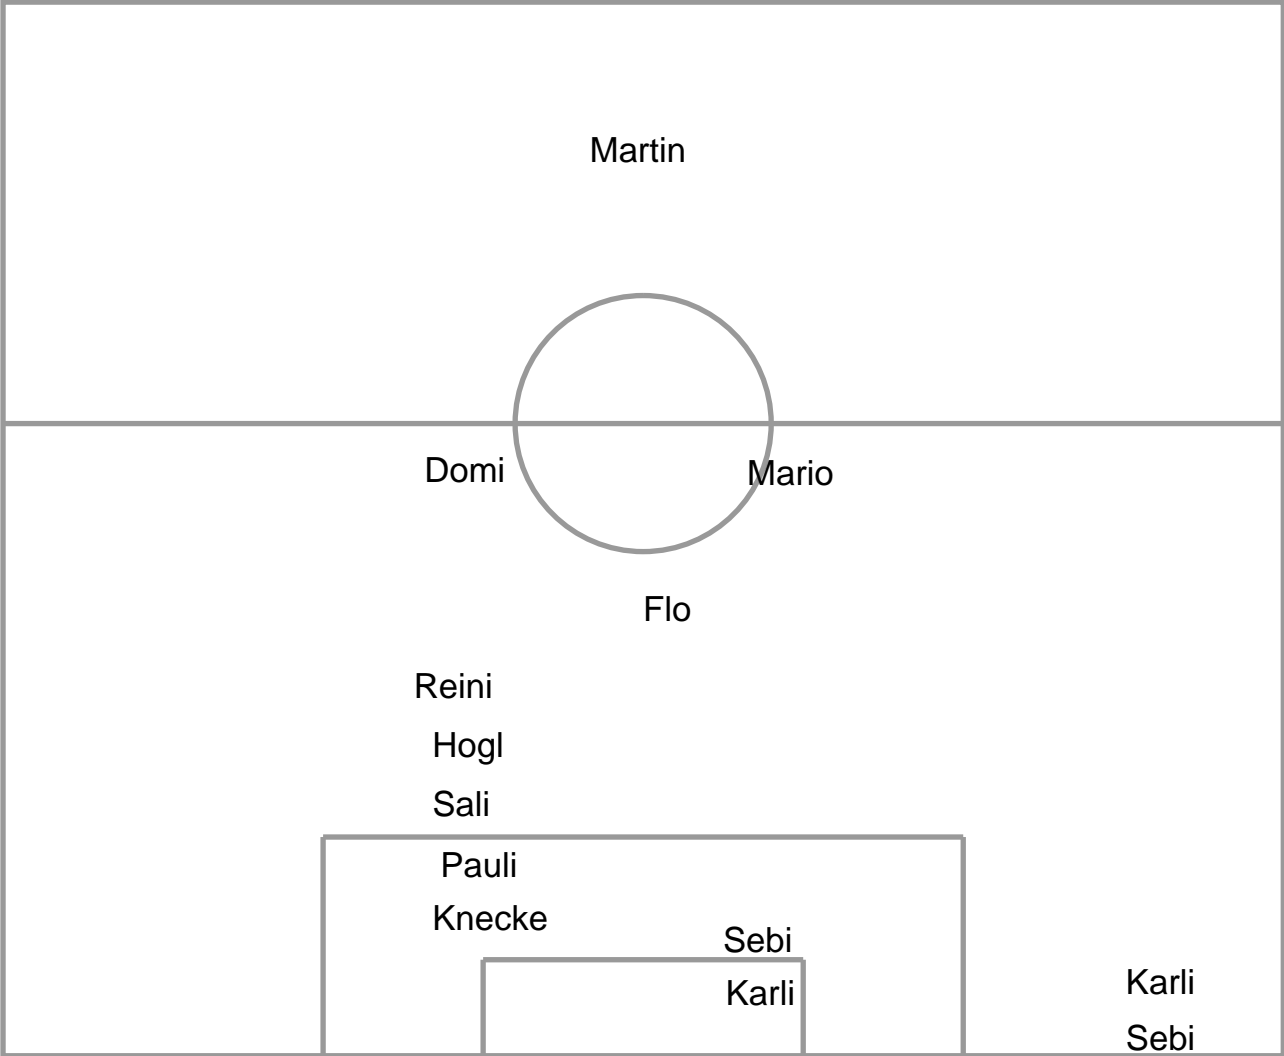 Martin
Domi
Mario
Flo
Reini
Hogl
Sali
Pauli
Knecke
Sebi
Karli
Karli
Sebi